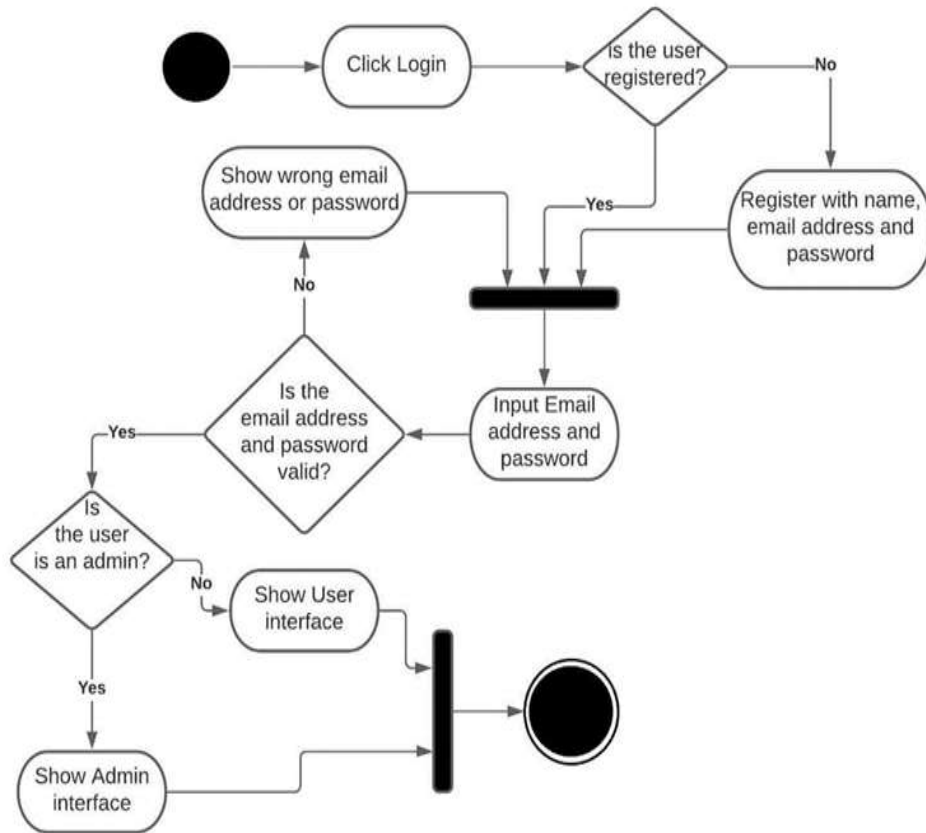 Click Login
Is the user
registered?
No
Show wrong email
address or password
Yes
Register with name,
email address and
password
No
Is the
email address
and password
valid?
Input Email
address and
password
Yes
Is
the user
is an admin?
No
Show User
interface
Yes
Show Admin
interface